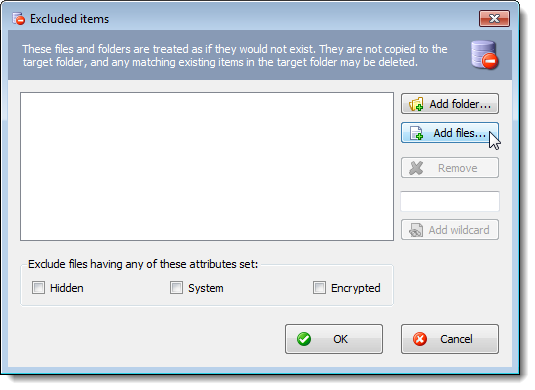 Excluded items
These files and folders are treated as if they would not exist. They are not copied to the
target folder, and any matching existing items in the target folder may be deleted.
Add folder...
Add files...
Remove
Add wildcard
Exclude files having any of these attributes set:
Hidden
System
Encrypted
OK
Cancel